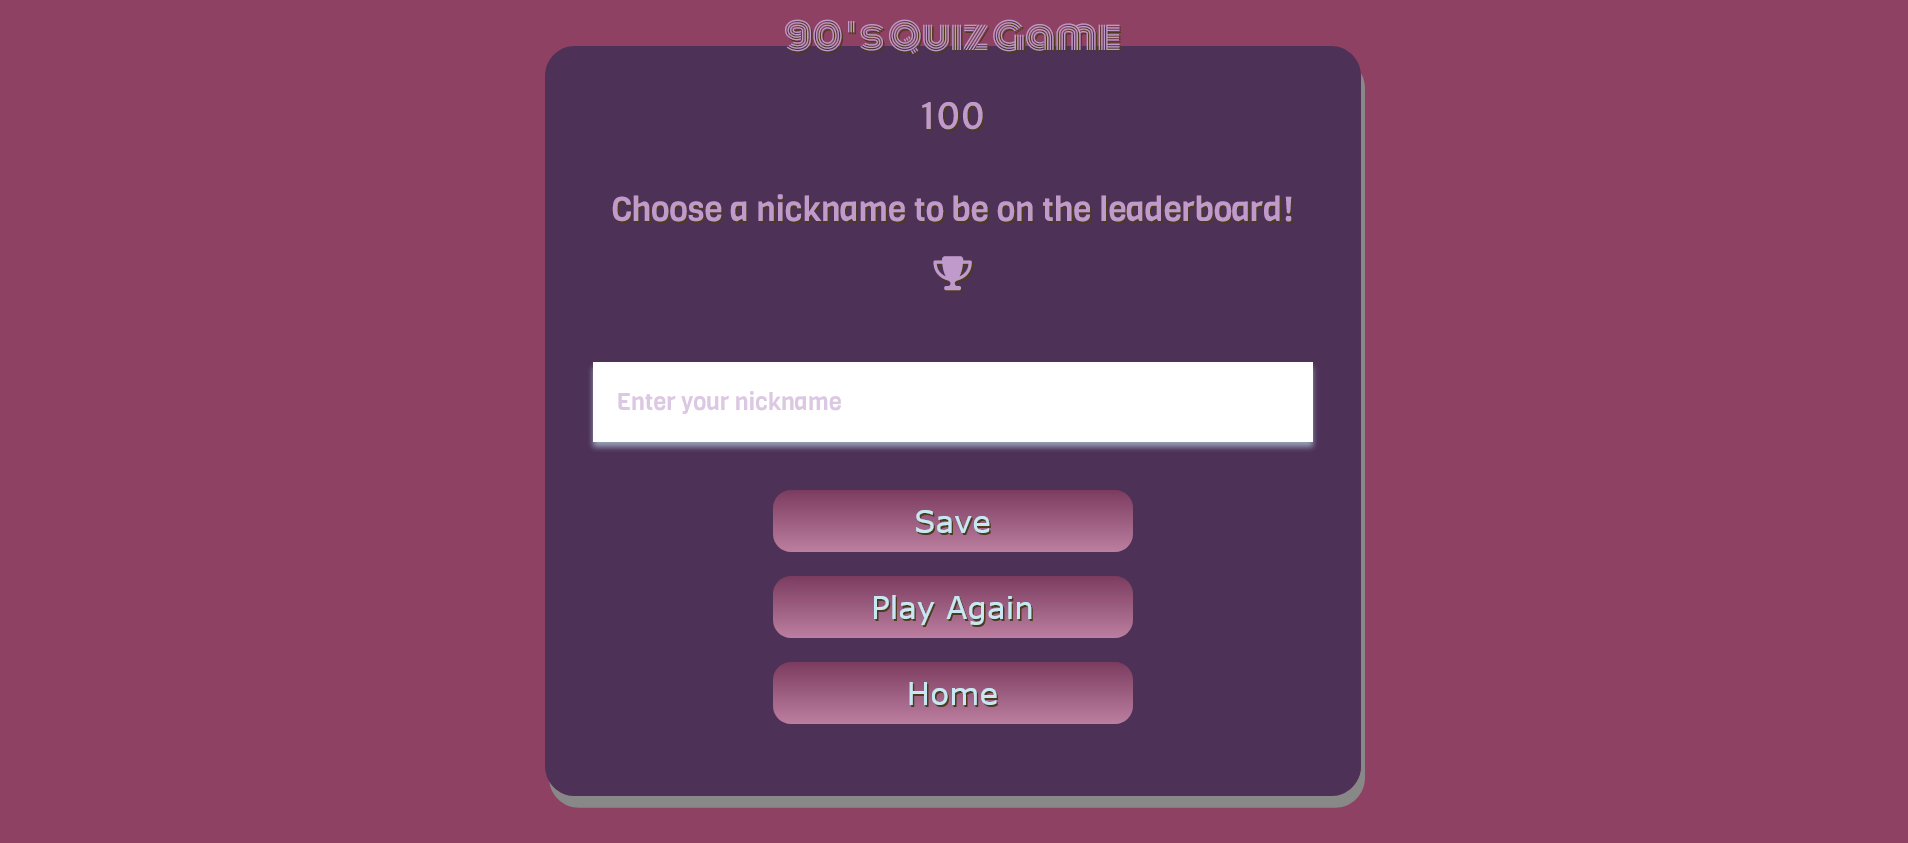 90's Quiz Game
100
Choose a nickname to be on the leaderboard!
Enter your nickname
Save
Play Again
Home